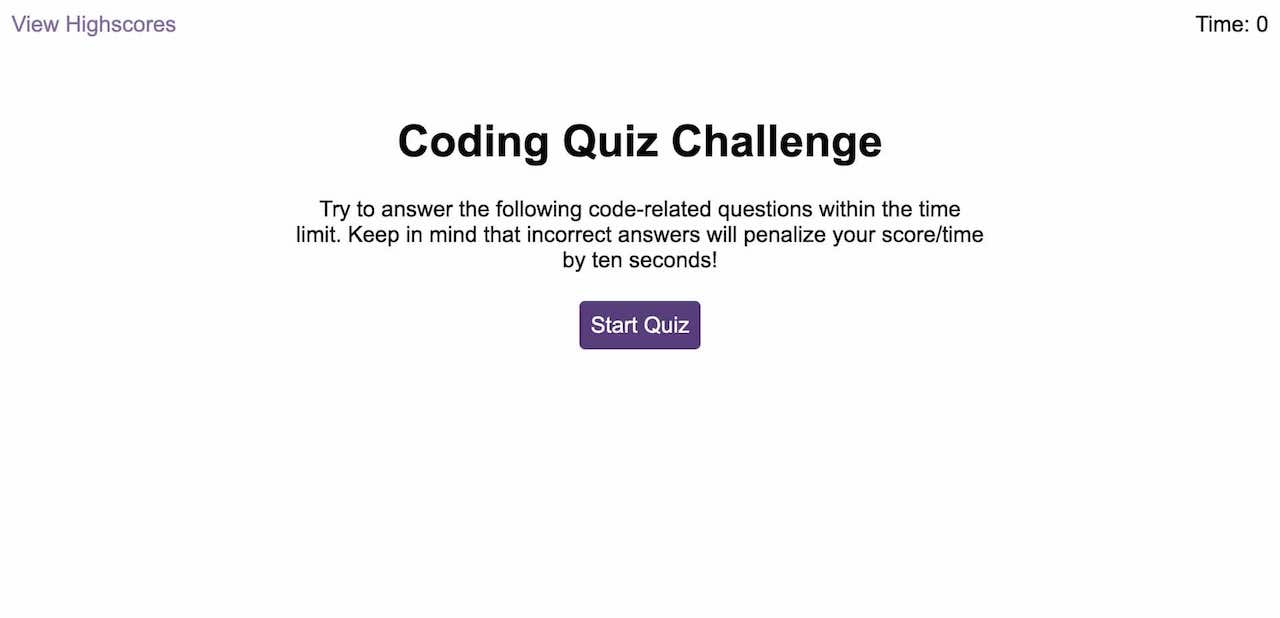 View Highscores
Time: 0
Coding Quiz Challenge
Try to answer the following code-related questions within the time
limit. Keep in mind that incorrect answers will penalize your score/time
by ten seconds!
Start Quiz